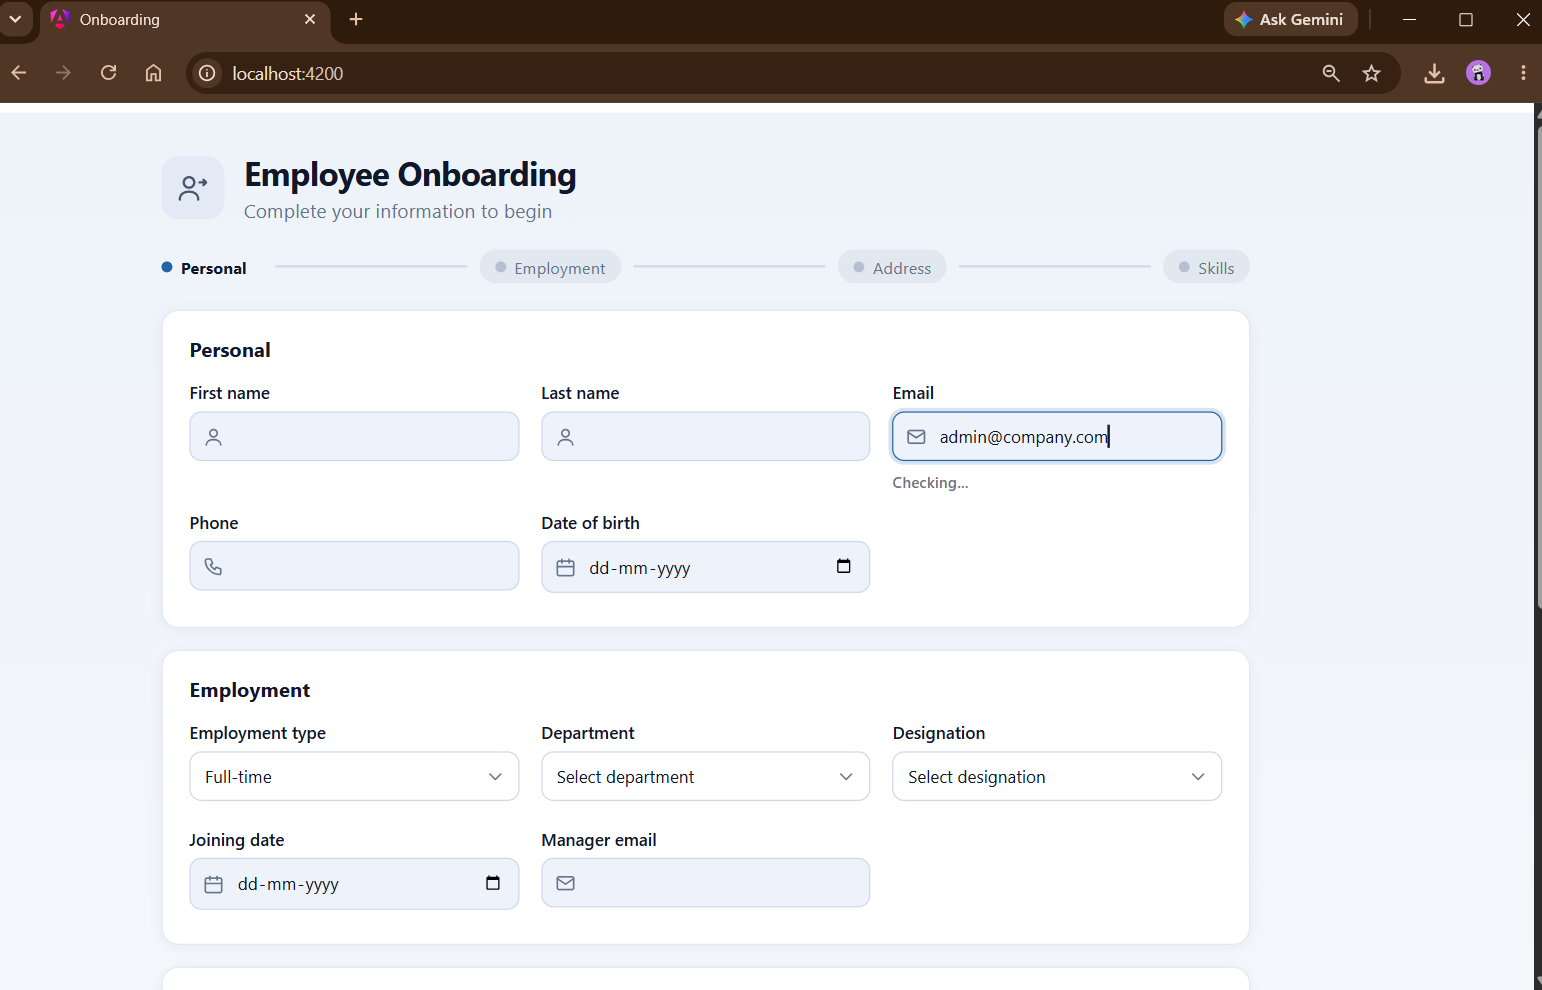 Onboarding
Ask Gemini
localhost:4200
Employee Onboarding
Complete your information to begin
Personal
Employment
Address
Skills
Personal
First name
Last name
Email
admin@company.com
Checking...
Phone
Date of birth
dd-mm-yyyy
Employment
Employment type
Department
Designation
Full-time
Select department
Select designation
Joining date
Manager email
dd-mm-yyyy